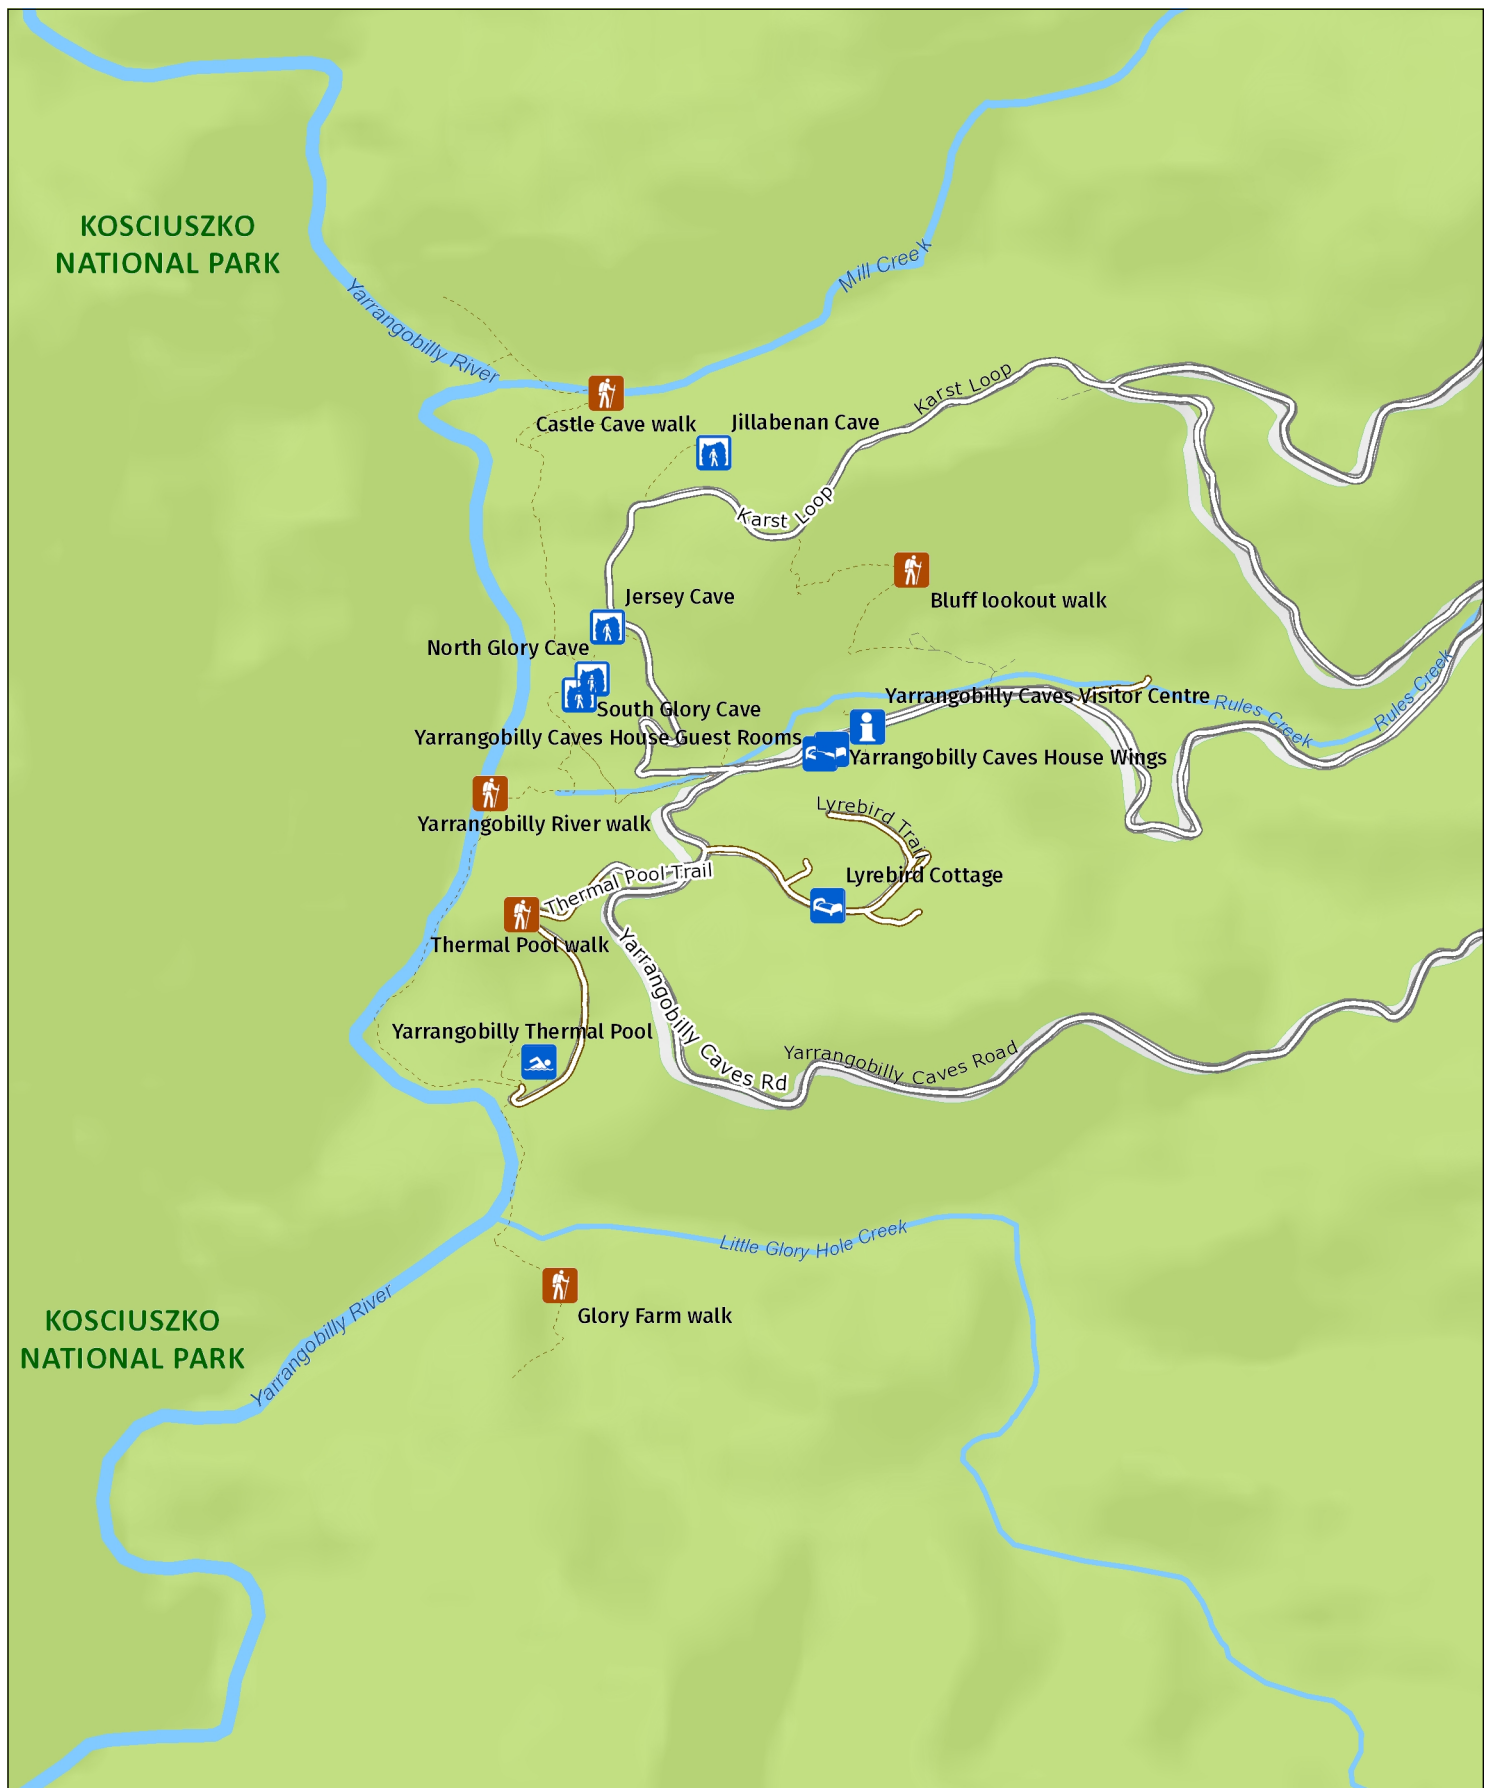 KOSCIUSZKO
NATIONAL PARK
Mill Creek
Yarrangobilly River
Karst Loop
Castle Cave walk
Jillabenan Cave
Karst Loop
Jersey Cave
Bluff lookout walk
North Glory Cave
Rules Creek
Yarrangobilly Caves Visitor Centre
South Glory Cave
Rules Creek
Yarrangobilly Caves House Guest Rooms
Yarrangobilly Caves House Wings
Lyrebird Trail
Yarrangobilly River walk
Thermal Pool Trail
Lyrebird Cottage
Thermal Pool walk
Yarrangobilly Caves Rd
Yarrangobilly Thermal Pool
Yarrangobilly Caves Road
Little Glory Hole Creek
Glory Farm walk
KOSCIUSZKO
NATIONAL PARK
Yarrangobilly River